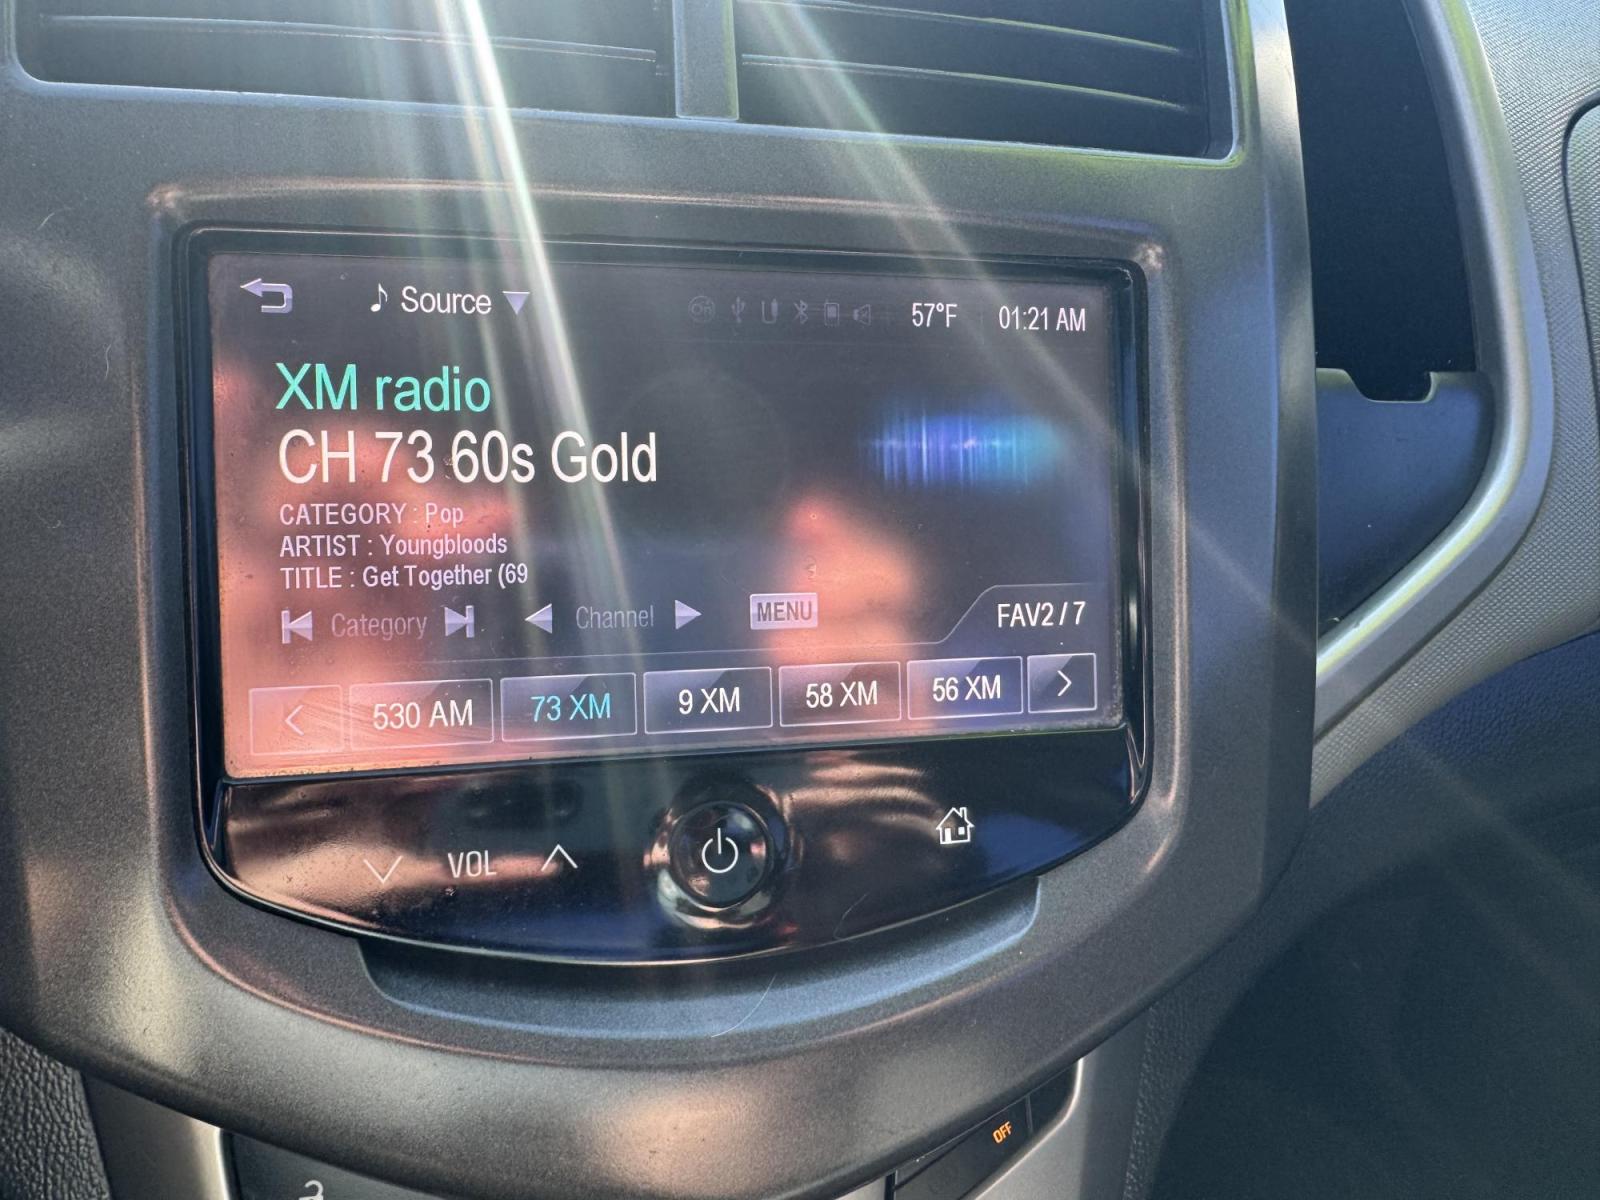 Source 57°F 01:21 AM
XM radio
CH 73 60s Gold
CATEGORY : Pop
ARTIST : Youngbloods
TITLE : Get Together (69
Category Channel MENU FAV2 / 7
< 530 AM 73 XM 9 XM 58 XM 56 XM >
VOL
OFF